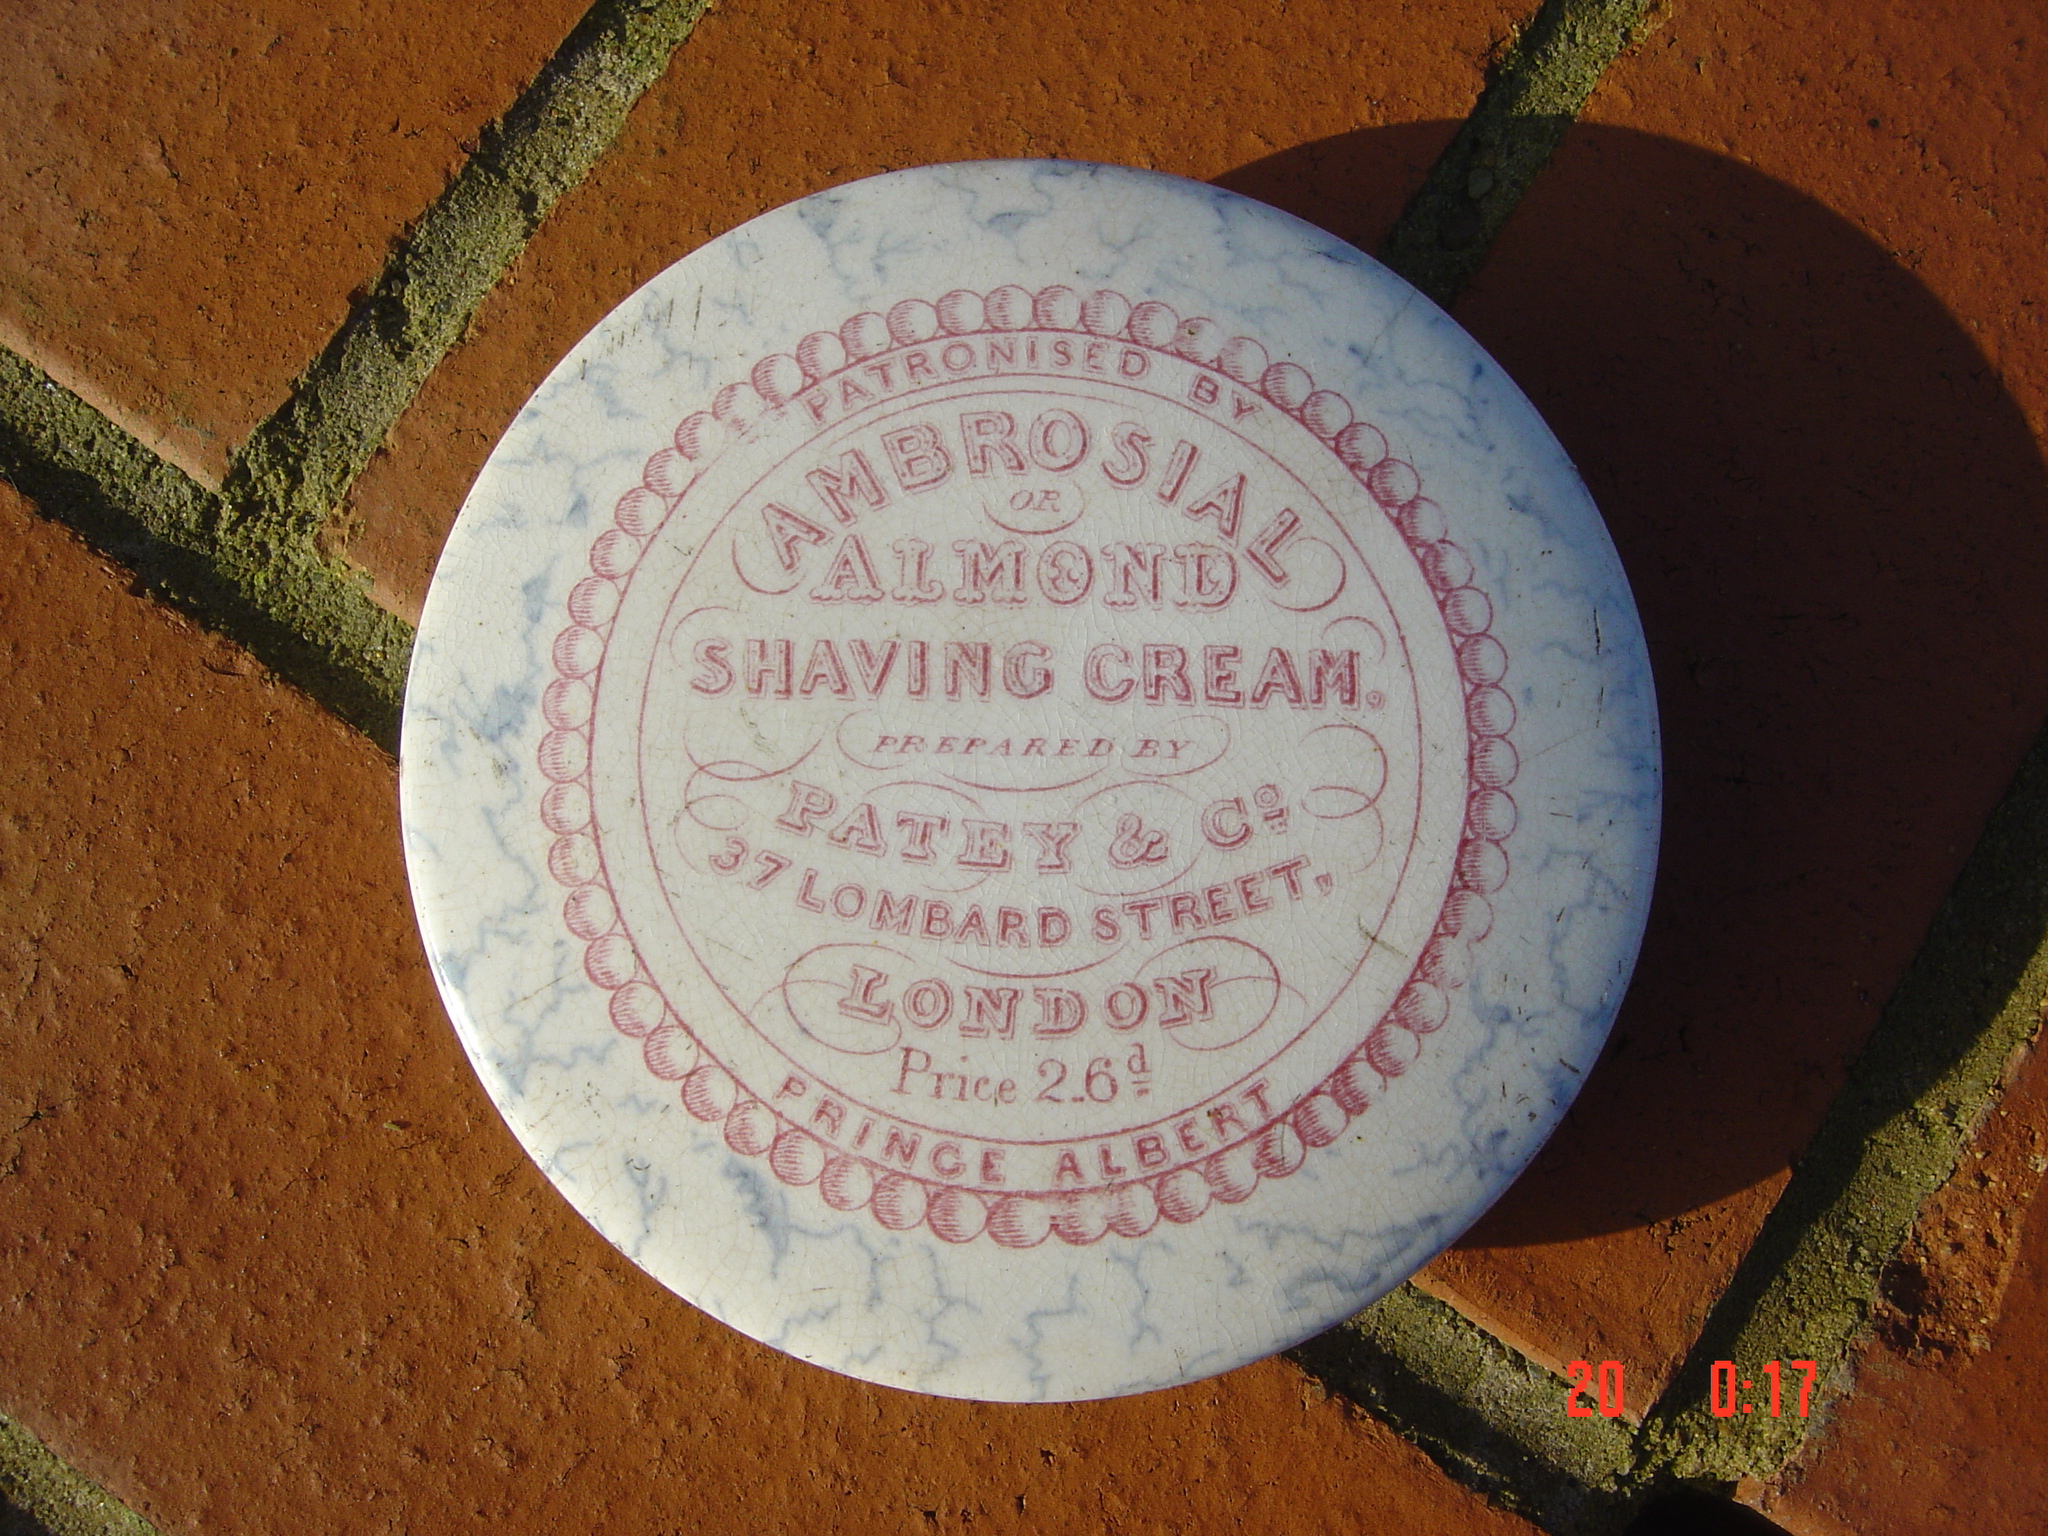 PATRONISED BY
AMBROSIAL
OR
ALMOND
SHAVING CREAM.
PREPARED BY
PATEY & Co
37 LOMBARD STREET,
LONDON
Price 2.6d
PRINCE ALBERT
20 0:17